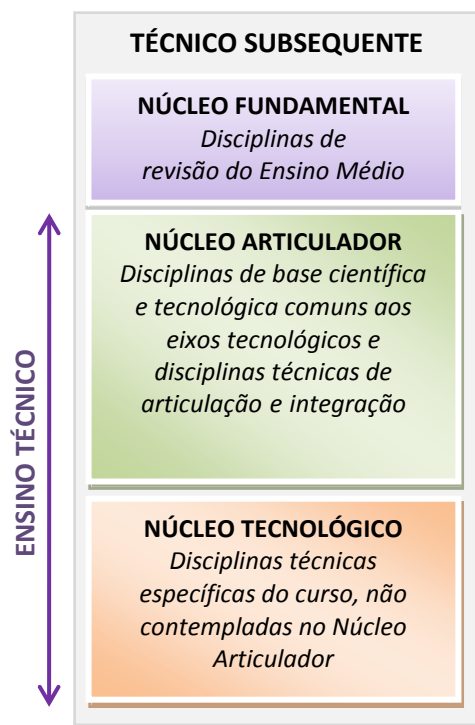 TÉCNICO SUBSEQUENTE
NÚCLEO FUNDAMENTAL
Disciplinas de
revisão do Ensino Médio
NÚCLEO ARTICULADOR
Disciplinas de base científica
e tecnológica comuns aos
eixos tecnológicos e
disciplinas técnicas de
articulação e integração
NÚCLEO TECNOLÓGICO
Disciplinas técnicas
específicas do curso, não
contempladas no Núcleo
Articulador
ENSINO TÉCNICO